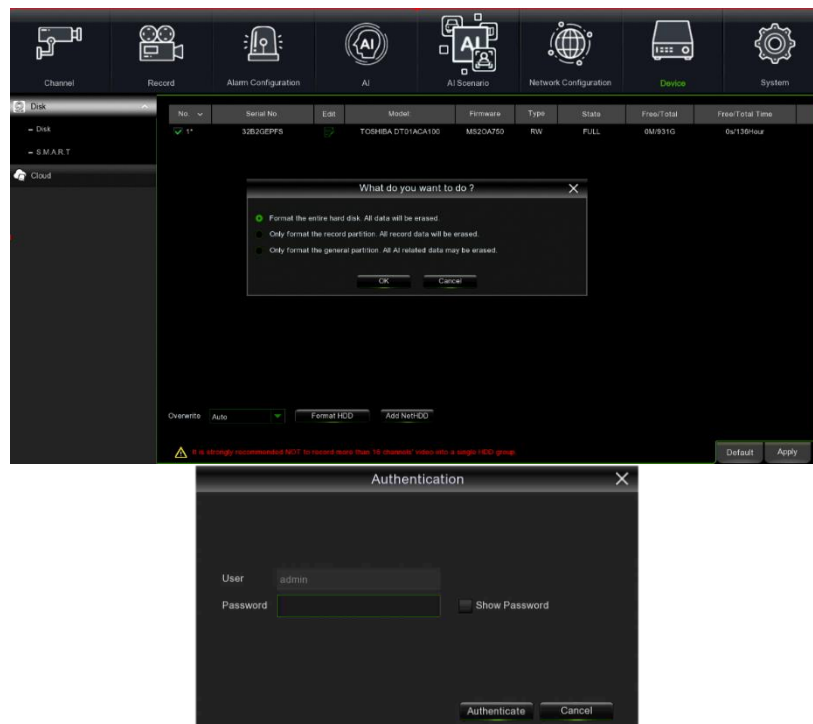 AI
AI
Channel Record Alarm Configuration AI AI Scenario Network Configuration Device System
Disk
No. Serial No. Edit Model: Firmware Type State Free/Total Free/Total Time
Disk
1* 32B2GEPFS TOSHIBA DT01ACA100 MS2OA750 RW FULL 0M/931G 0s/136Hour
S.M.A.R.T
Cloud
What do you want to do ?
Format the entire hard disk. All data will be erased.
Only format the record partition. All record data will be erased.
Only format the general partition. All AI related data may be erased.
OK Cancel
Overwrite Auto Format HDD Add NetHDD
It is strongly recommended NOT to record more than 16 channels' video into a single HDD group.
Default Apply
Authentication
User admin
Password Show Password
Authenticate Cancel